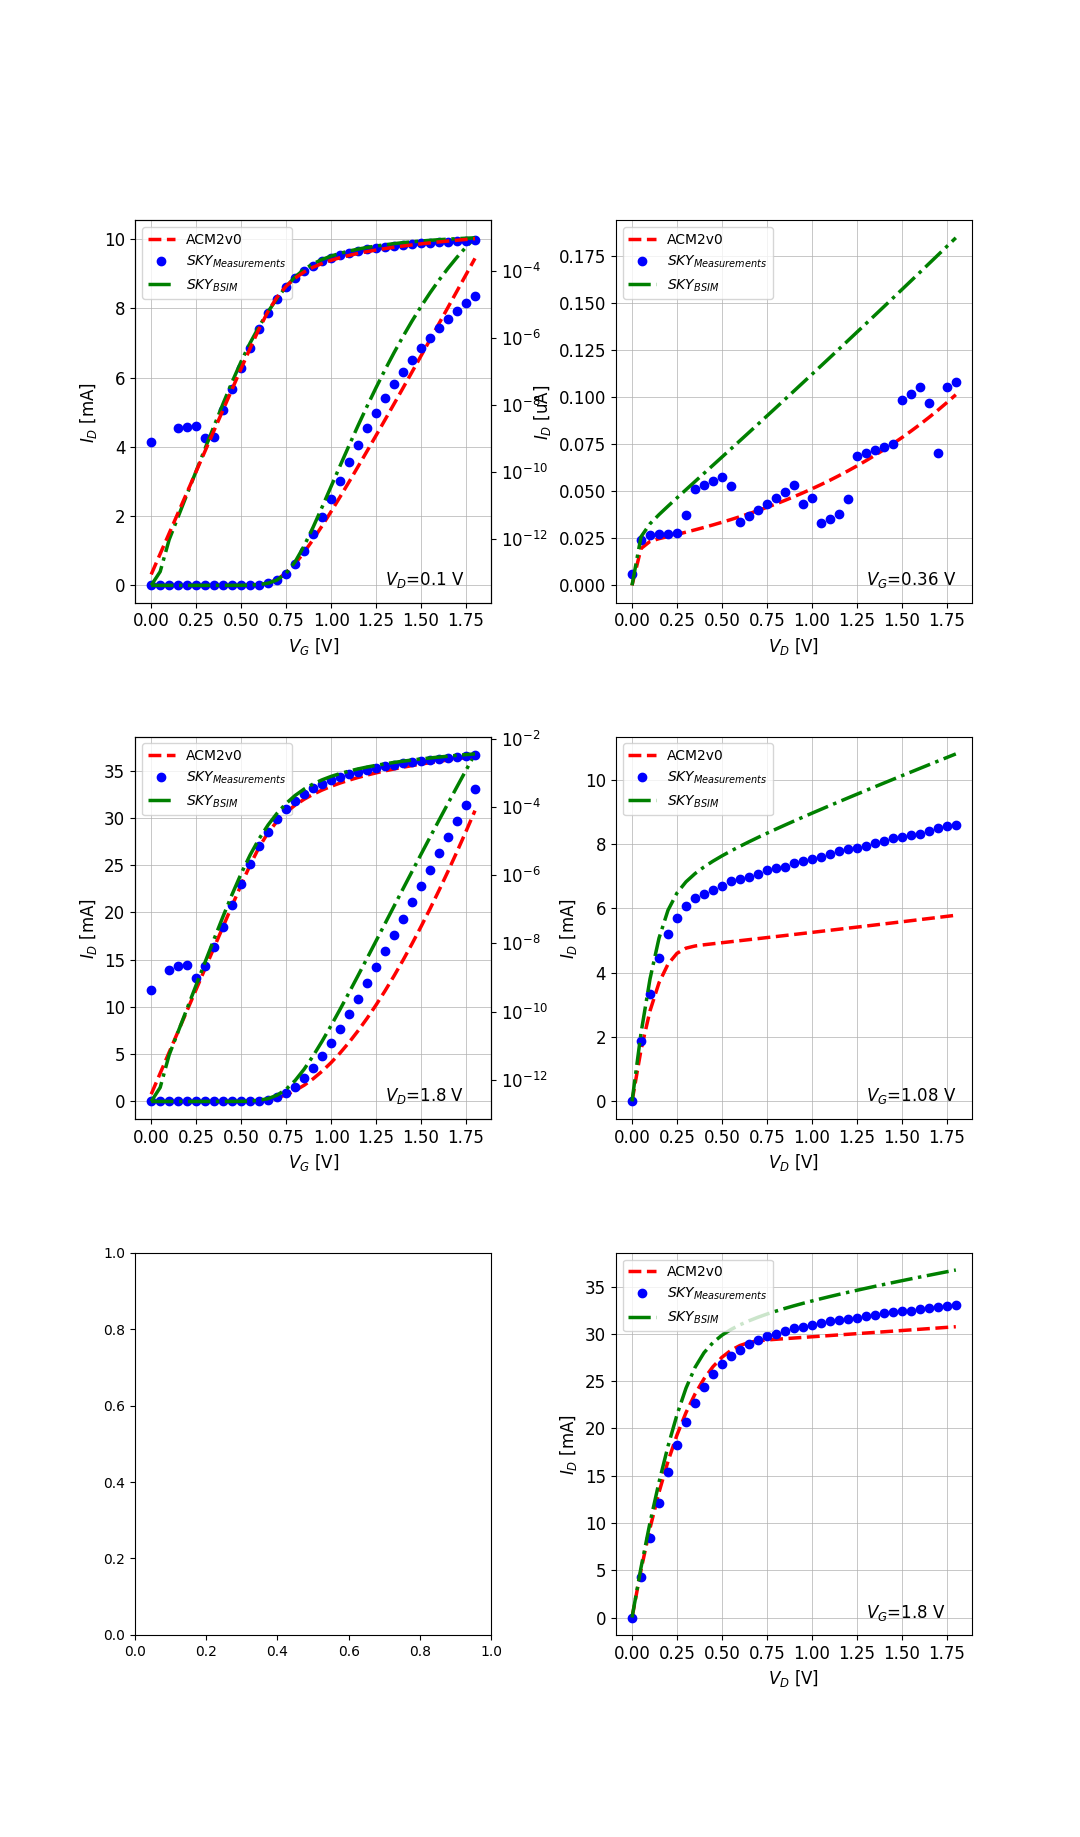 ACM2v0
SKY_Measurements
SKY_BSIM
10
8
6
4
2
0
I_D [mA]
10^−4
10^−6
10^−8
10^−10
10^−12
V_D=0.1 V
0.00 0.25 0.50 0.75 1.00 1.25 1.50 1.75
V_G [V]
ACM2v0
SKY_Measurements
SKY_BSIM
0.175
0.150
0.125
0.100
0.075
0.050
0.025
0.000
I_D [uA]
V_G=0.36 V
0.00 0.25 0.50 0.75 1.00 1.25 1.50 1.75
V_D [V]
ACM2v0
SKY_Measurements
SKY_BSIM
35
30
25
20
15
10
5
0
I_D [mA]
10^−2
10^−4
10^−6
10^−8
10^−10
10^−12
V_D=1.8 V
0.00 0.25 0.50 0.75 1.00 1.25 1.50 1.75
V_G [V]
ACM2v0
SKY_Measurements
SKY_BSIM
10
8
6
4
2
0
I_D [mA]
V_G=1.08 V
0.00 0.25 0.50 0.75 1.00 1.25 1.50 1.75
V_D [V]
1.0
0.8
0.6
0.4
0.2
0.0
0.0 0.2 0.4 0.6 0.8 1.0
ACM2v0
SKY_Measurements
SKY_BSIM
35
30
25
20
15
10
5
0
I_D [mA]
V_G=1.8 V
0.00 0.25 0.50 0.75 1.00 1.25 1.50 1.75
V_D [V]